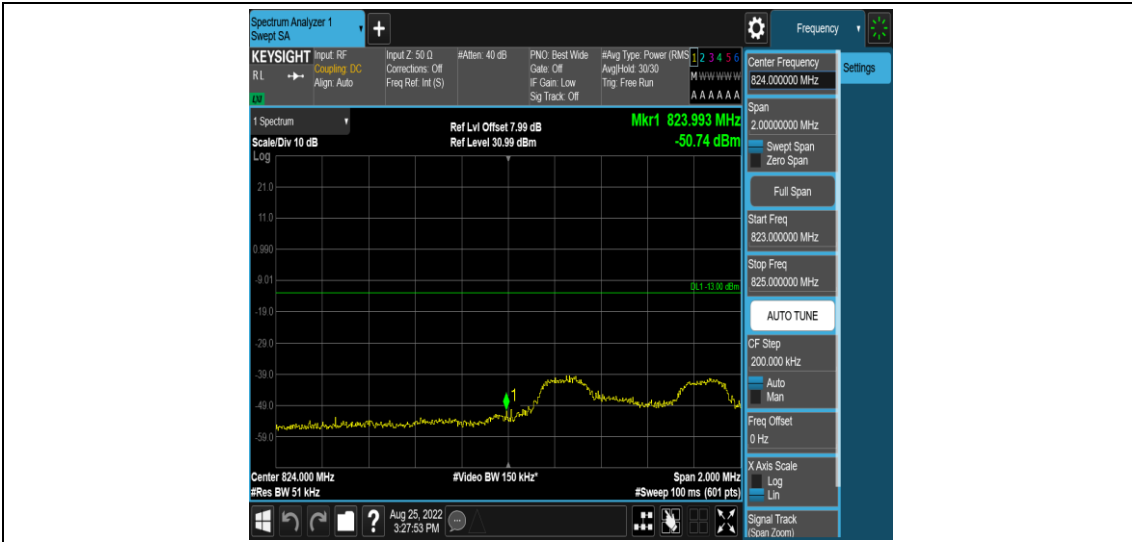 Spectrum Analyzer 1
Swept SA
+
Frequency
KEYSIGHT
RL
Input: RF
Coupling: DC
Align: Auto
Input Z: 50 Ω
Corrections: Off
Freq Ref: Int (S)
#Atten: 40 dB
PNO: Best Wide
Gate: Off
IF Gain: Low
Sig Track: Off
#Avg Type: Power (RMS
Avg|Hold: 30/30
Trig: Free Run
1 2 3 4 5 6
M W W W W W
A A A A A A
1 Spectrum
Scale/Div 10 dB
Ref Lvl Offset 7.99 dB
Ref Level 30.99 dBm
Mkr1 823.993 MHz
-50.74 dBm
Log
21.0
11.0
0.990
-9.01
DL1 -13.00 dBm
-19.0
-29.0
-39.0
1
-49.0
-59.0
Center 824.000 MHz
#Video BW 150 kHz*
Span 2.000 MHz
#Res BW 51 kHz
#Sweep 100 ms (601 pts)
Aug 25, 2022
3:27:53 PM
?
Center Frequency
824.000000 MHz
Settings
Span
2.00000000 MHz
Swept Span
Zero Span
Full Span
Start Freq
823.000000 MHz
Stop Freq
825.000000 MHz
AUTO TUNE
CF Step
200.000 kHz
Auto
Man
Freq Offset
0 Hz
X Axis Scale
Log
Lin
Signal Track
(Span Zoom)